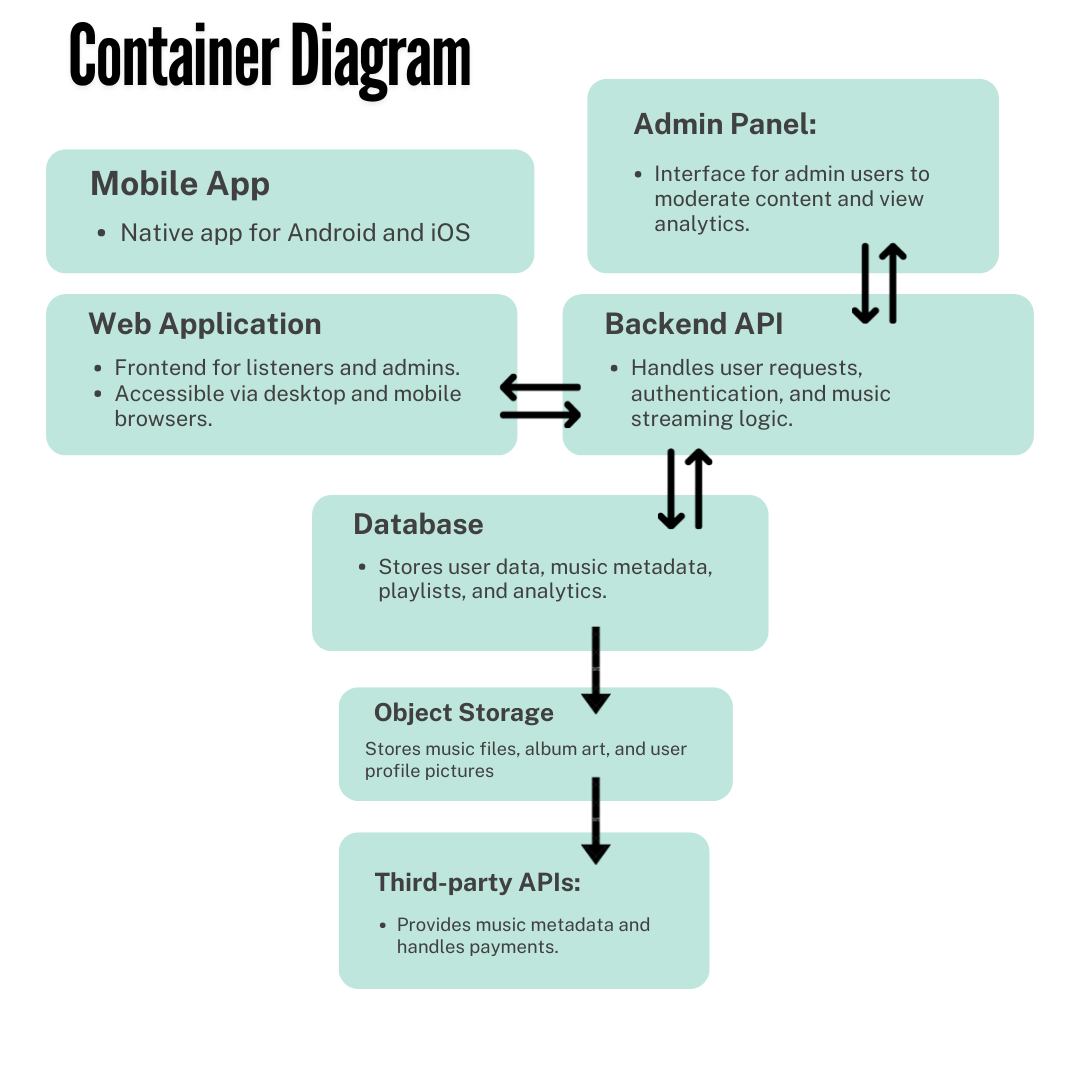 Container Diagram
Admin Panel:
• Interface for admin users to
moderate content and view
analytics.
Mobile App
• Native app for Android and iOS
Web Application
• Frontend for listeners and admins.
• Accessible via desktop and mobile
browsers.
Backend API
• Handles user requests,
authentication, and music
streaming logic.
Database
• Stores user data, music metadata,
playlists, and analytics.
Object Storage
Stores music files, album art, and user
profile pictures
Third-party APIs:
• Provides music metadata and
handles payments.